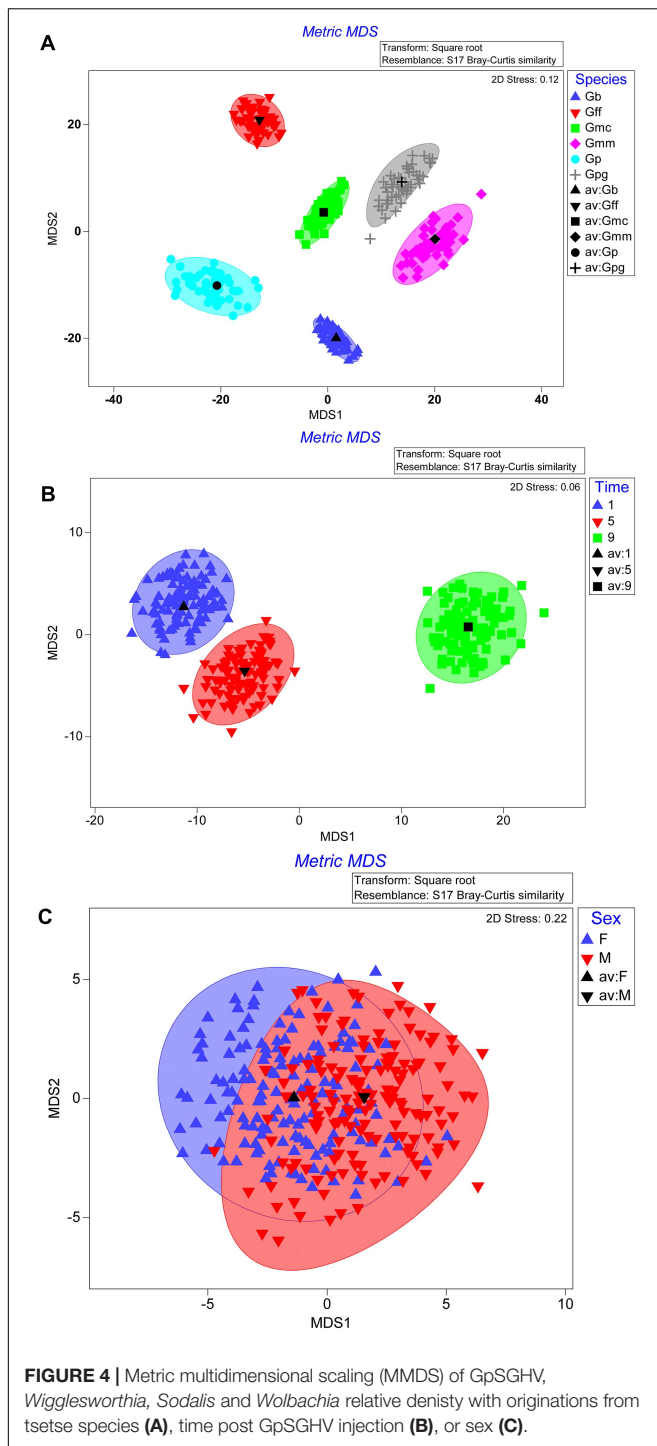 A
Metric MDS
Transform: Square root
Resemblance: S17 Bray-Curtis similarity
2D Stress: 0.12
Species
Gb
Gff
Gmc
Gmm
Gp
Gpg
av:Gb
av:Gff
av:Gmc
av:Gmm
av:Gp
av:Gpg
MDS2
20
0
-20
-40
-20
0
20
40
MDS1
Metric MDS
Transform: Square root
Resemblance: S17 Bray-Curtis similarity
B
2D Stress: 0.06
Time
1
5
9
av:1
av:5
av:9
MDS2
10
0
-10
-20
-10
0
10
20
MDS1
Metric MDS
Transform: Square root
Resemblance: S17 Bray-Curtis similarity
C
2D Stress: 0.22
Sex
F
M
av:F
av:M
MDS2
5
0
-5
-5
0
5
10
MDS1
FIGURE 4 | Metric multidimensional scaling (MMDS) of GpSGHV,
Wigglesworthia, Sodalis and Wolbachia relative denisty with originations from
tsetse species (A), time post GpSGHV injection (B), or sex (C).